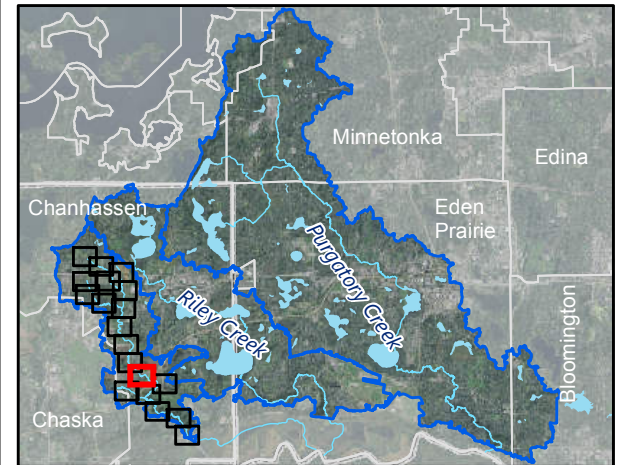 Minnetonka
Edina
Chanhassen
Eden
Prairie
Purgatory Creek
Riley Creek
Bloomington
Chaska